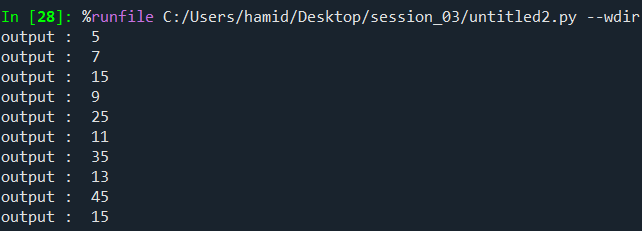 In [28]: %runfile C:/Users/hamid/Desktop/session_03/untitled2.py --wdir
output :  5
output :  7
output :  15
output :  9
output :  25
output :  11
output :  35
output :  13
output :  45
output :  15